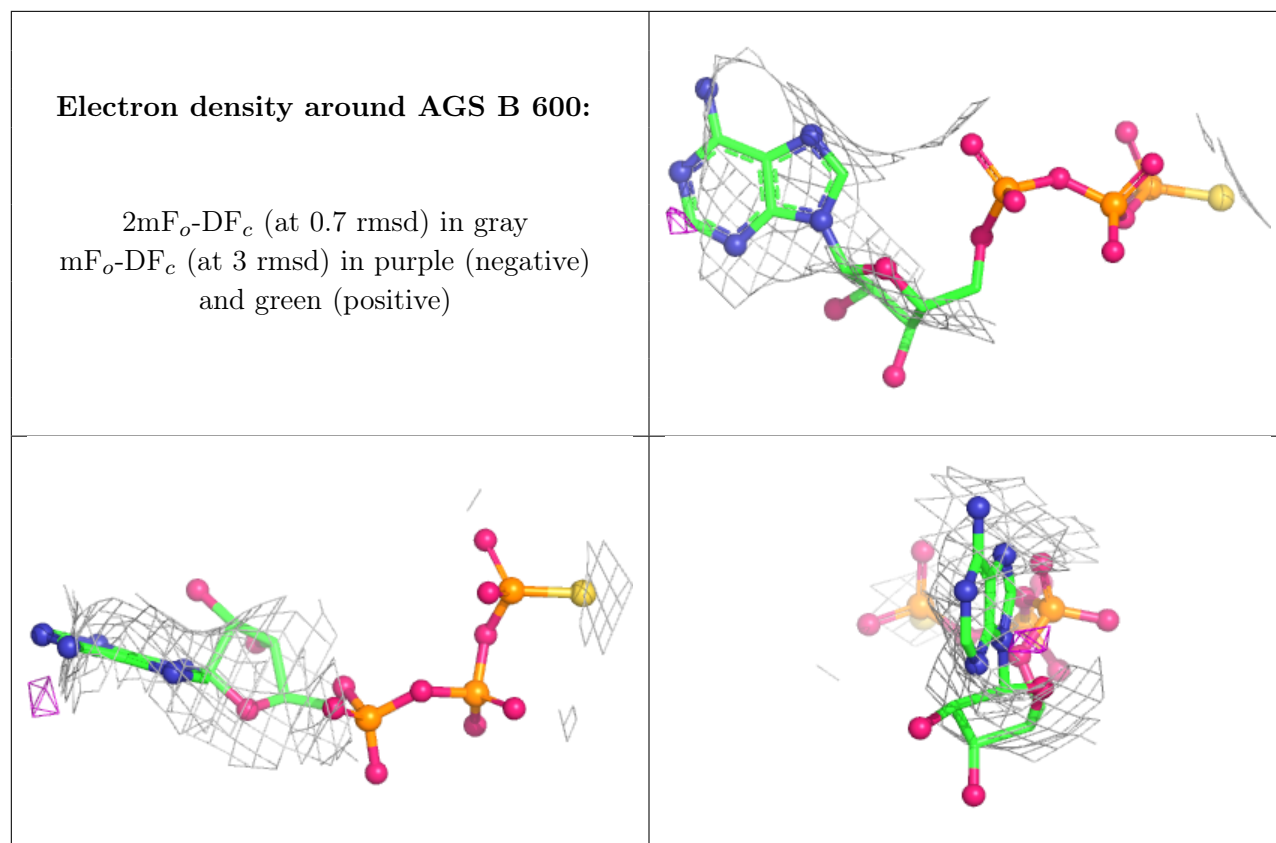 Electron density around AGS B 600:
2mFₒ-DF𝒸 (at 0.7 rmsd) in gray
mFₒ-DF𝒸 (at 3 rmsd) in purple (negative)
and green (positive)